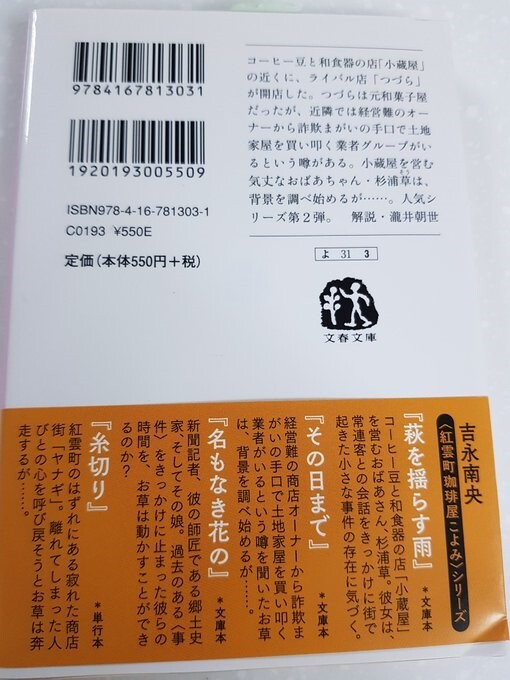 9784167813031
1920193005509
ISBN978-4-16-781303-1
C0193 ¥550E
定価(本体550円+税)
コーヒー豆と和食器の店「小蔵屋」
の近くに、ライバル店「つづら」
が開店した。つづらは元和菓子屋
だったが、近隣では経営難のオー
ナーから詐欺まがいの手口で土地
家屋を買い叩く業者グループがい
るという噂がある。小蔵屋を営む
気丈なおばあちゃん・杉浦草は、
そう
背景を調べ始めるが……。人気シ
リーズ第2弾。 解説・瀧井朝世
よ 31 3
文春文庫
吉永南央
〈紅雲町珈琲屋こよみ〉シリーズ
『萩を揺らす雨』 *文庫本
コーヒー豆と和食器の店「小蔵屋」
を営むおばあさん、杉浦草。彼女は、
常連客との会話をきっかけに街で
起きた小さな事件の存在に気づく。
『その日まで』 *文庫本
経営難の商店オーナーから詐欺ま
がいの手口で土地家屋を買い叩く
業者がいるという噂を聞いたお草
は、背景を調べ始めるが……。
『名もなき花の』 *文庫本
新聞記者、彼の師匠である郷土史
家、そしてその娘。過去のある〈事
件〉をきっかけに止まった彼らの
時間を、お草は動かすことができ
るのか?
『糸切り』 *単行本
紅雲町のはずれにある寂れた商店
街「ヤナギ」。離れてしまった人
びとの心を呼び戻そうとお草は奔
走するが……。